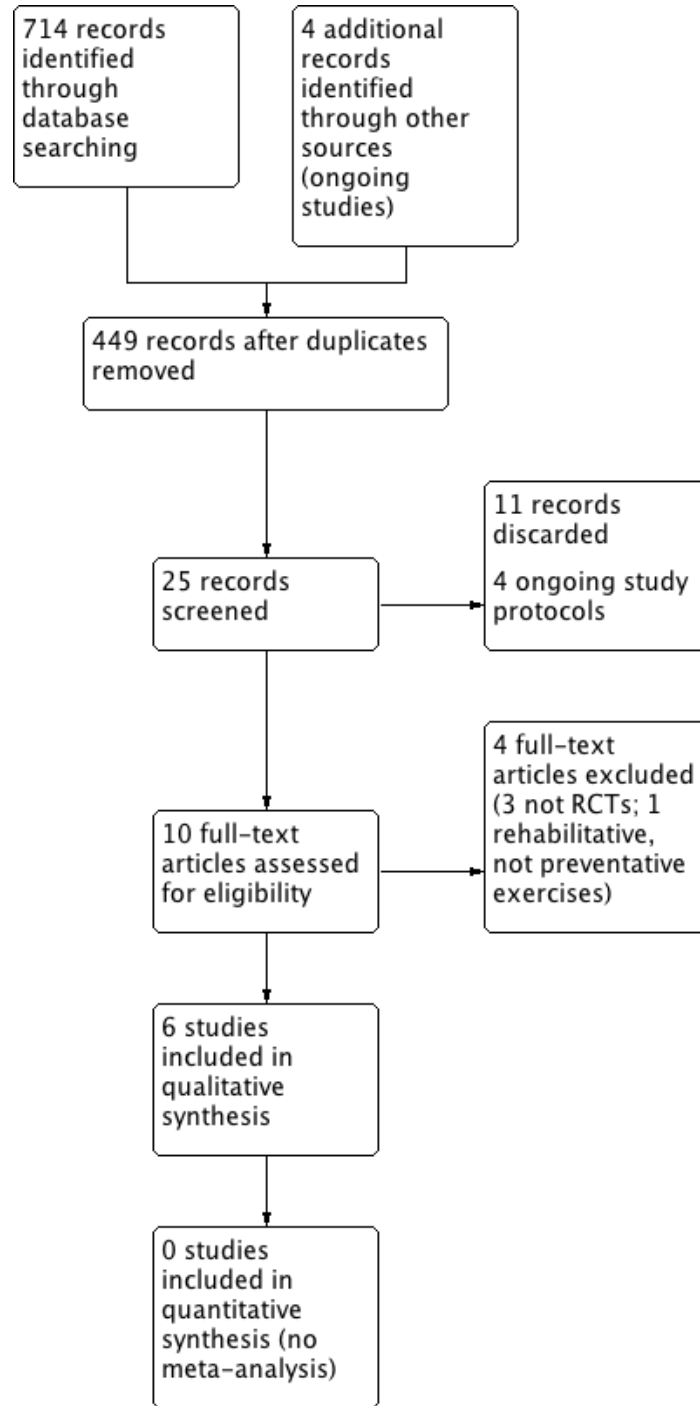 714 records
identified
through
database
searching
4 additional
records
identified
through other
sources
(ongoing
studies)
449 records after duplicates
removed
25 records
screened
11 records
discarded
4 ongoing study
protocols
10 full-text
articles assessed
for eligibility
4 full-text
articles excluded
(3 not RCTs; 1
rehabilitative,
not preventative
exercises)
6 studies
included in
qualitative
synthesis
0 studies
included in
quantitative
synthesis (no
meta-analysis)